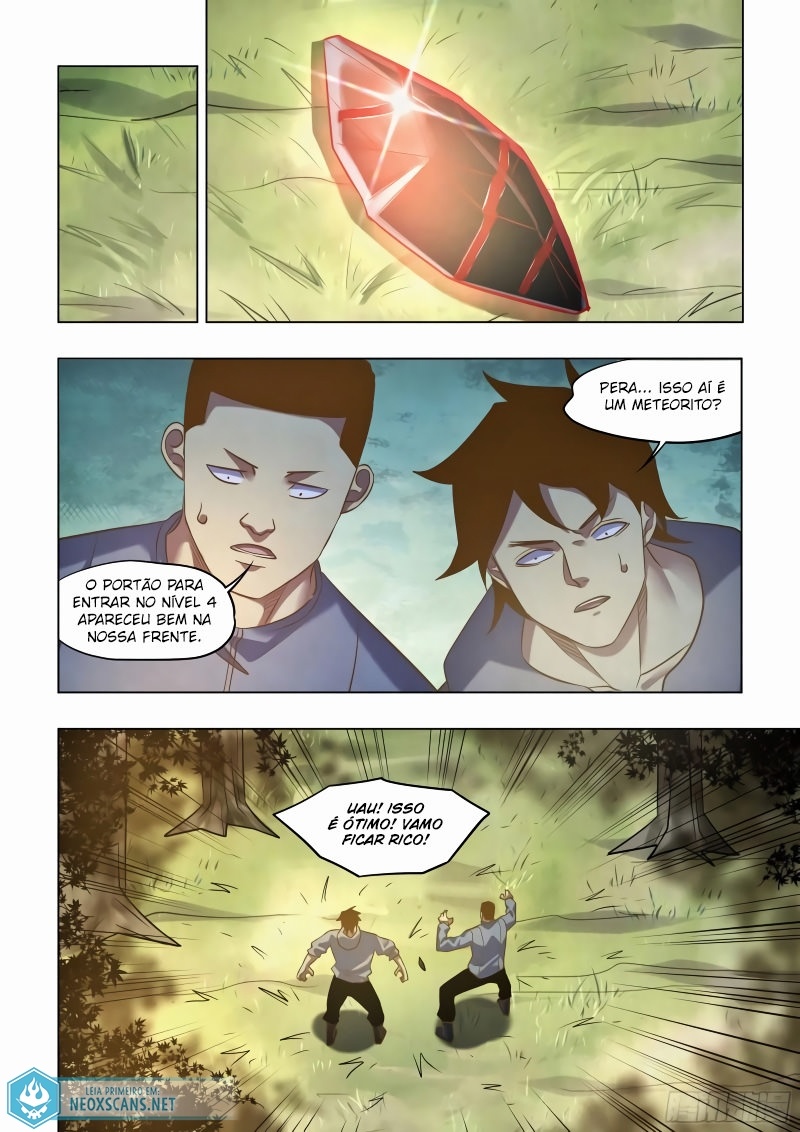 PERA... ISSO AÍ É
UM METEORITO?
O PORTÃO PARA
ENTRAR NO NÍVEL 4
APARECEU BEM NA
NOSSA FRENTE.
UAU! ISSO
É ÓTIMO! VAMO
FICAR RICO!
LEIA PRIMEIRO EM:
NEOXSCANS.NET